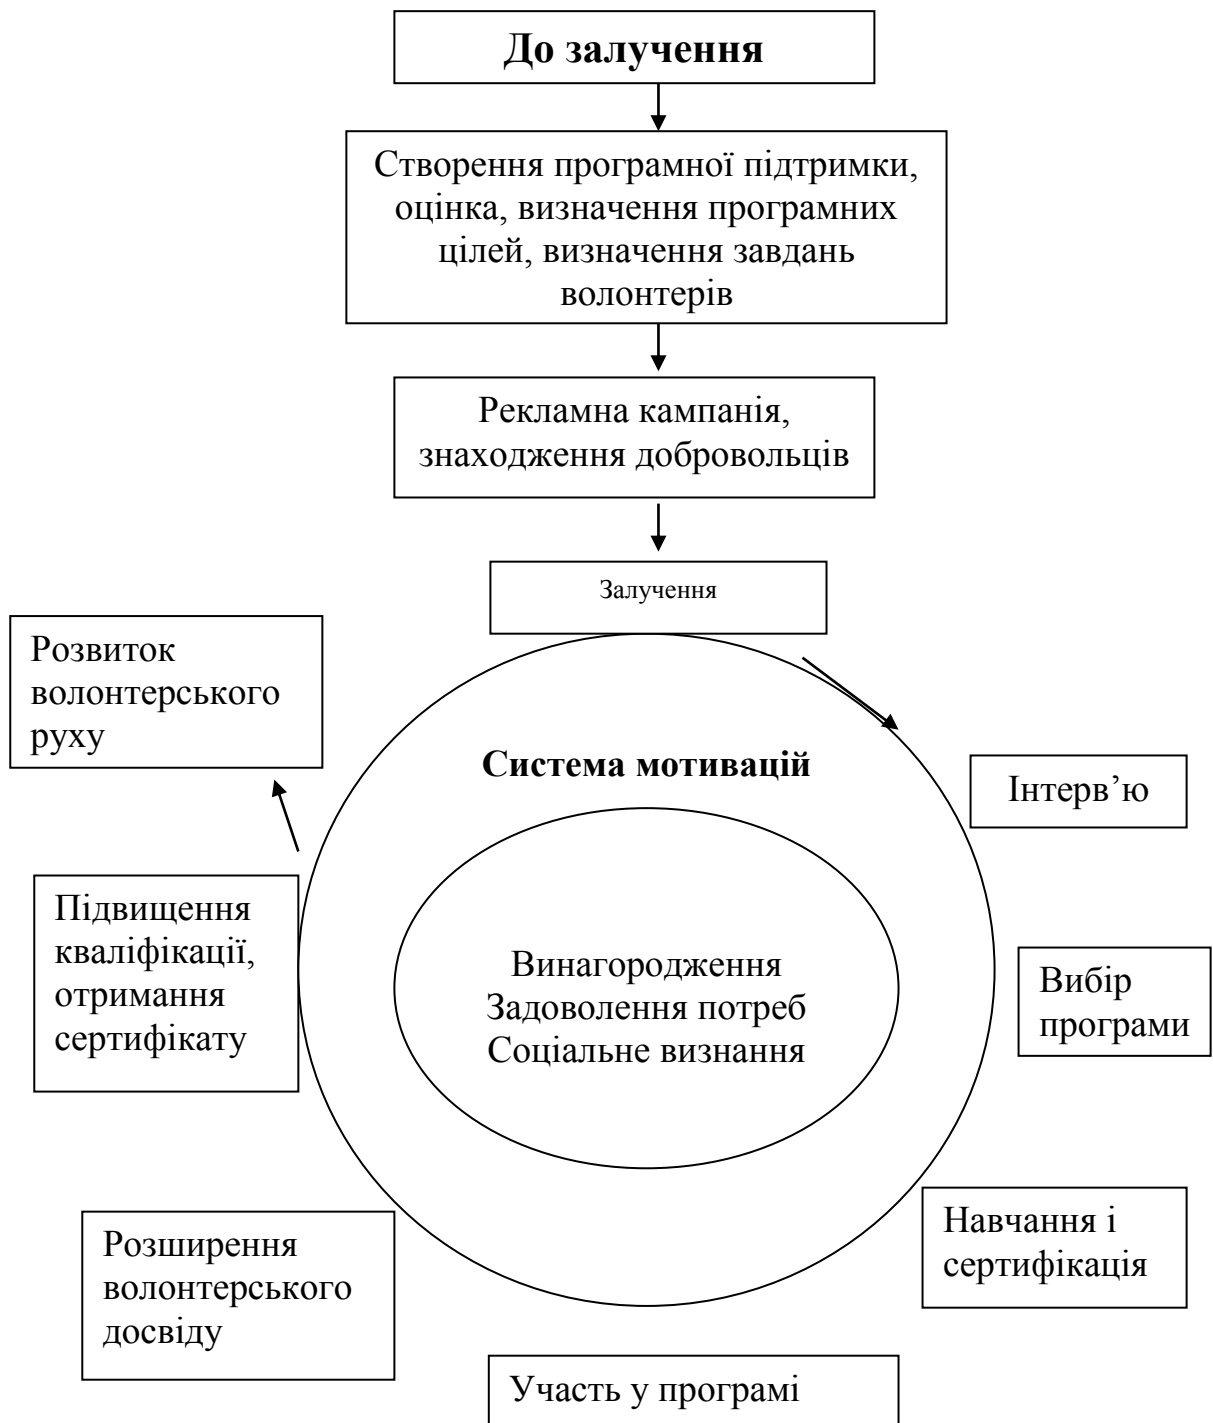 До залучення
Створення програмної підтримки,
оцінка, визначення програмних
цілей, визначення завдань
волонтерів
Рекламна кампанія,
знаходження добровольців
Залучення
Розвиток
волонтерського
руху
Система мотивацій
Інтерв’ю
Підвищення
кваліфікації,
отримання
сертифікату
Винагородження
Задоволення потреб
Соціальне визнання
Вибір
програми
Навчання і
сертифікація
Розширення
волонтерського
досвіду
Участь у програмі